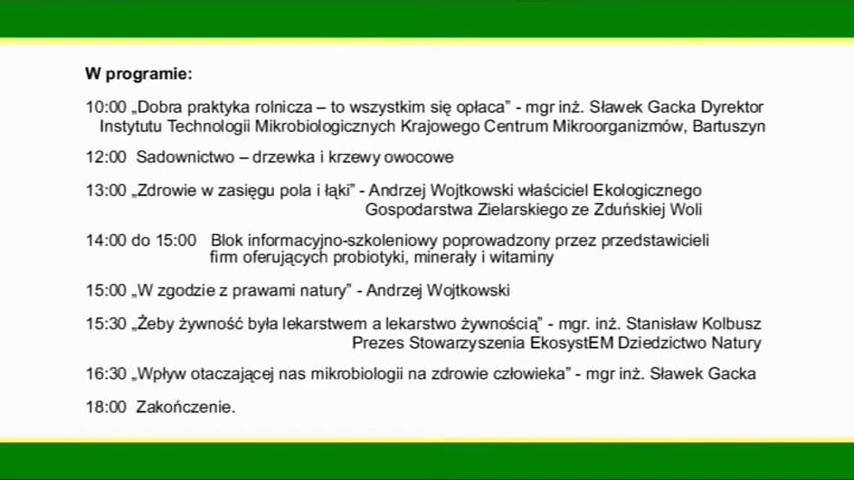 W programie:
10:00 „Dobra praktyka rolnicza – to wszystkim się opłaca” - mgr inż. Sławek Gacka Dyrektor
Instytutu Technologii Mikrobiologicznych Krajowego Centrum Mikroorganizmów, Bartuszyn
12:00 Sadownictwo – drzewka i krzewy owocowe
13:00 „Zdrowie w zasięgu pola i łąki” - Andrzej Wojtkowski właściciel Ekologicznego
Gospodarstwa Zielarskiego ze Zduńskiej Woli
14:00 do 15:00 Blok informacyjno-szkoleniowy poprowadzony przez przedstawicieli
firm oferujących probiotyki, minerały i witaminy
15:00 „W zgodzie z prawami natury” - Andrzej Wojtkowski
15:30 „Żeby żywność była lekarstwem a lekarstwo żywnością” - mgr. inż. Stanisław Kolbusz
Prezes Stowarzyszenia EkosystEM Dziedzictwo Natury
16:30 „Wpływ otaczającej nas mikrobiologii na zdrowie człowieka” - mgr inż. Sławek Gacka
18:00 Zakończenie.